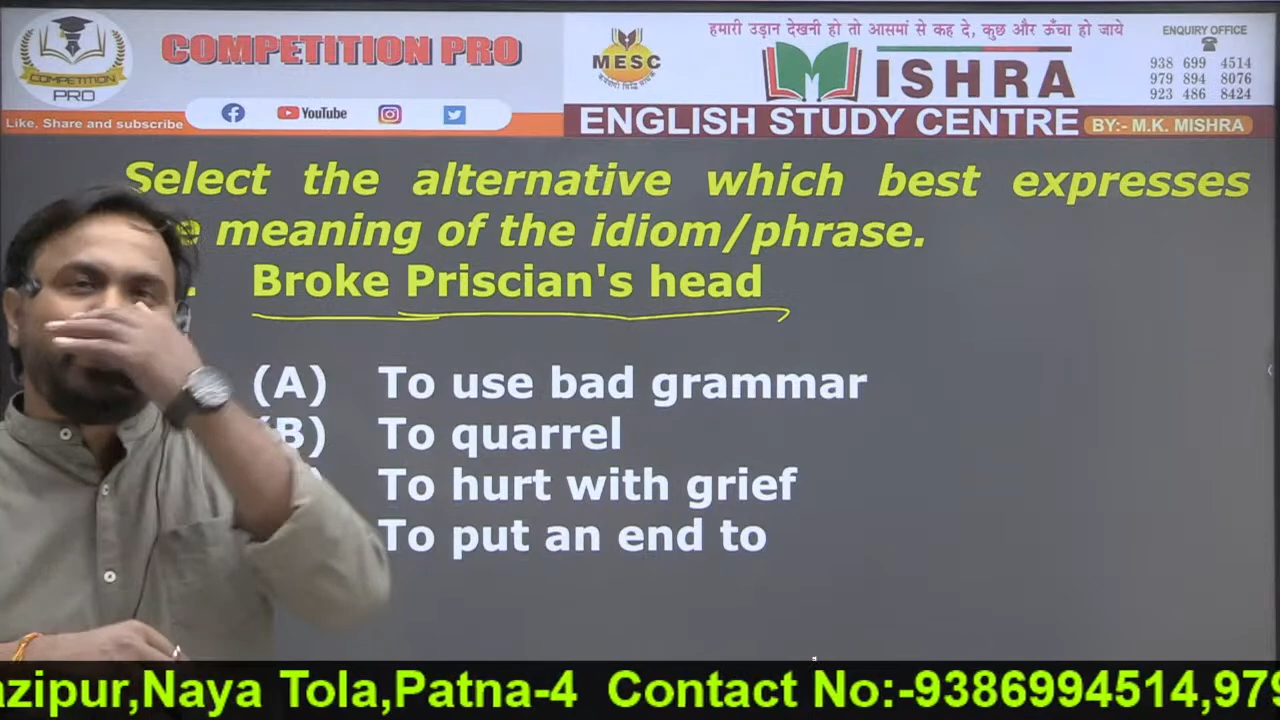 COMPETITION PRO
COMPETITION
PRO
Like, Share and subscribe
YouTube
MESC
हमारी उड़ान देखनी हो तो आसमां से कह दे, कुछ और ऊँचा हो जाये
MISHRA
ENGLISH STUDY CENTRE
BY:- M.K. MISHRA
ENQUIRY OFFICE
938 699 4514
979 894 8076
923 486 8424
Select the alternative which best expresses
meaning of the idiom/phrase.
Broke Priscian's head
(A) To use bad grammar
(B) To quarrel
To hurt with grief
To put an end to
azipur,Naya Tola,Patna-4 Contact No:-9386994514,979